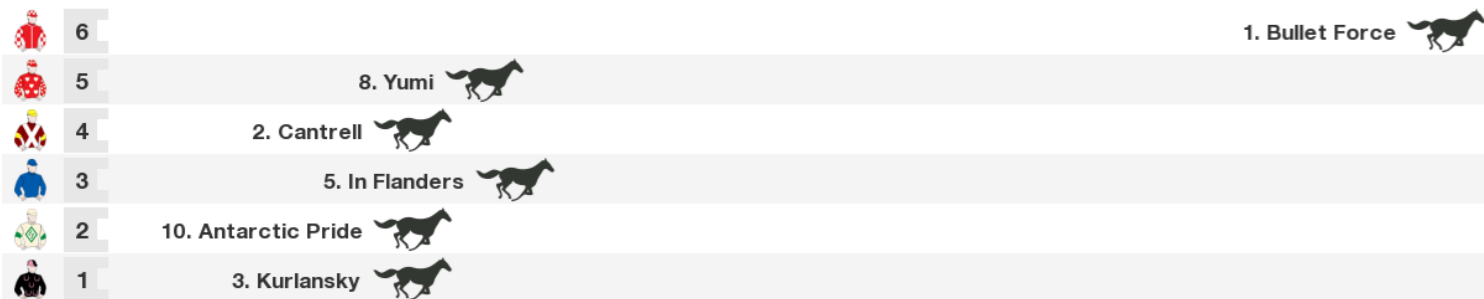 6 1. Bullet Force
5 8. Yumi
4 2. Cantrell
3 5. In Flanders
2 10. Antarctic Pride
1 3. Kurlansky